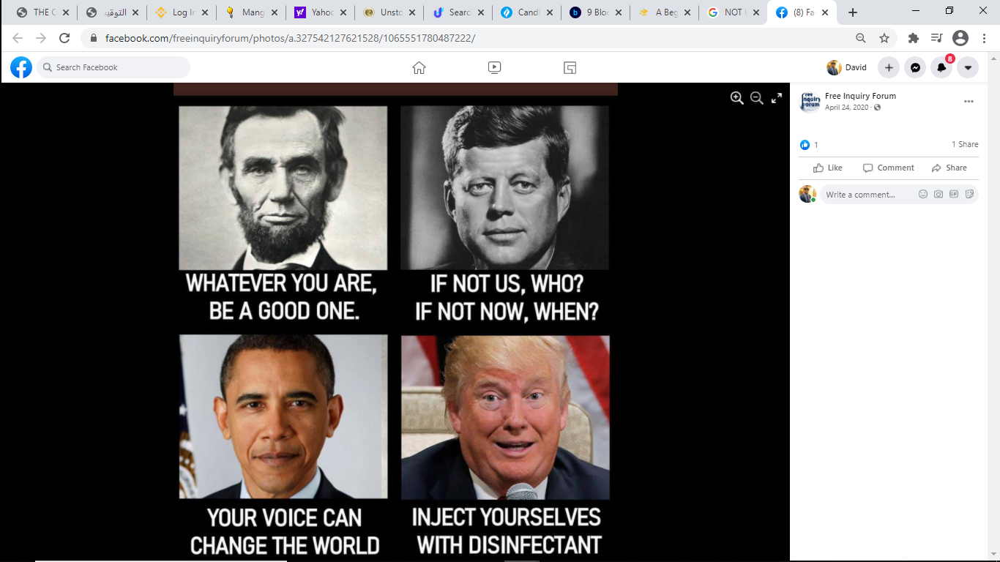 THE C
التوقيـ
Log In
Mang
Yahoo
Unsto
Searc
Candl
9 Bloc
A Beg
NOT
(8) Fa
facebook.com/freeinquiryforum/photos/a.327542127621528/1065551780487222/
Search Facebook
David
8
Free Inquiry Forum
April 24, 2020
1
1 Share
Like
Comment
Share
Write a comment...
WHATEVER YOU ARE,
BE A GOOD ONE.
IF NOT US, WHO?
IF NOT NOW, WHEN?
YOUR VOICE CAN
CHANGE THE WORLD
INJECT YOURSELVES
WITH DISINFECTANT